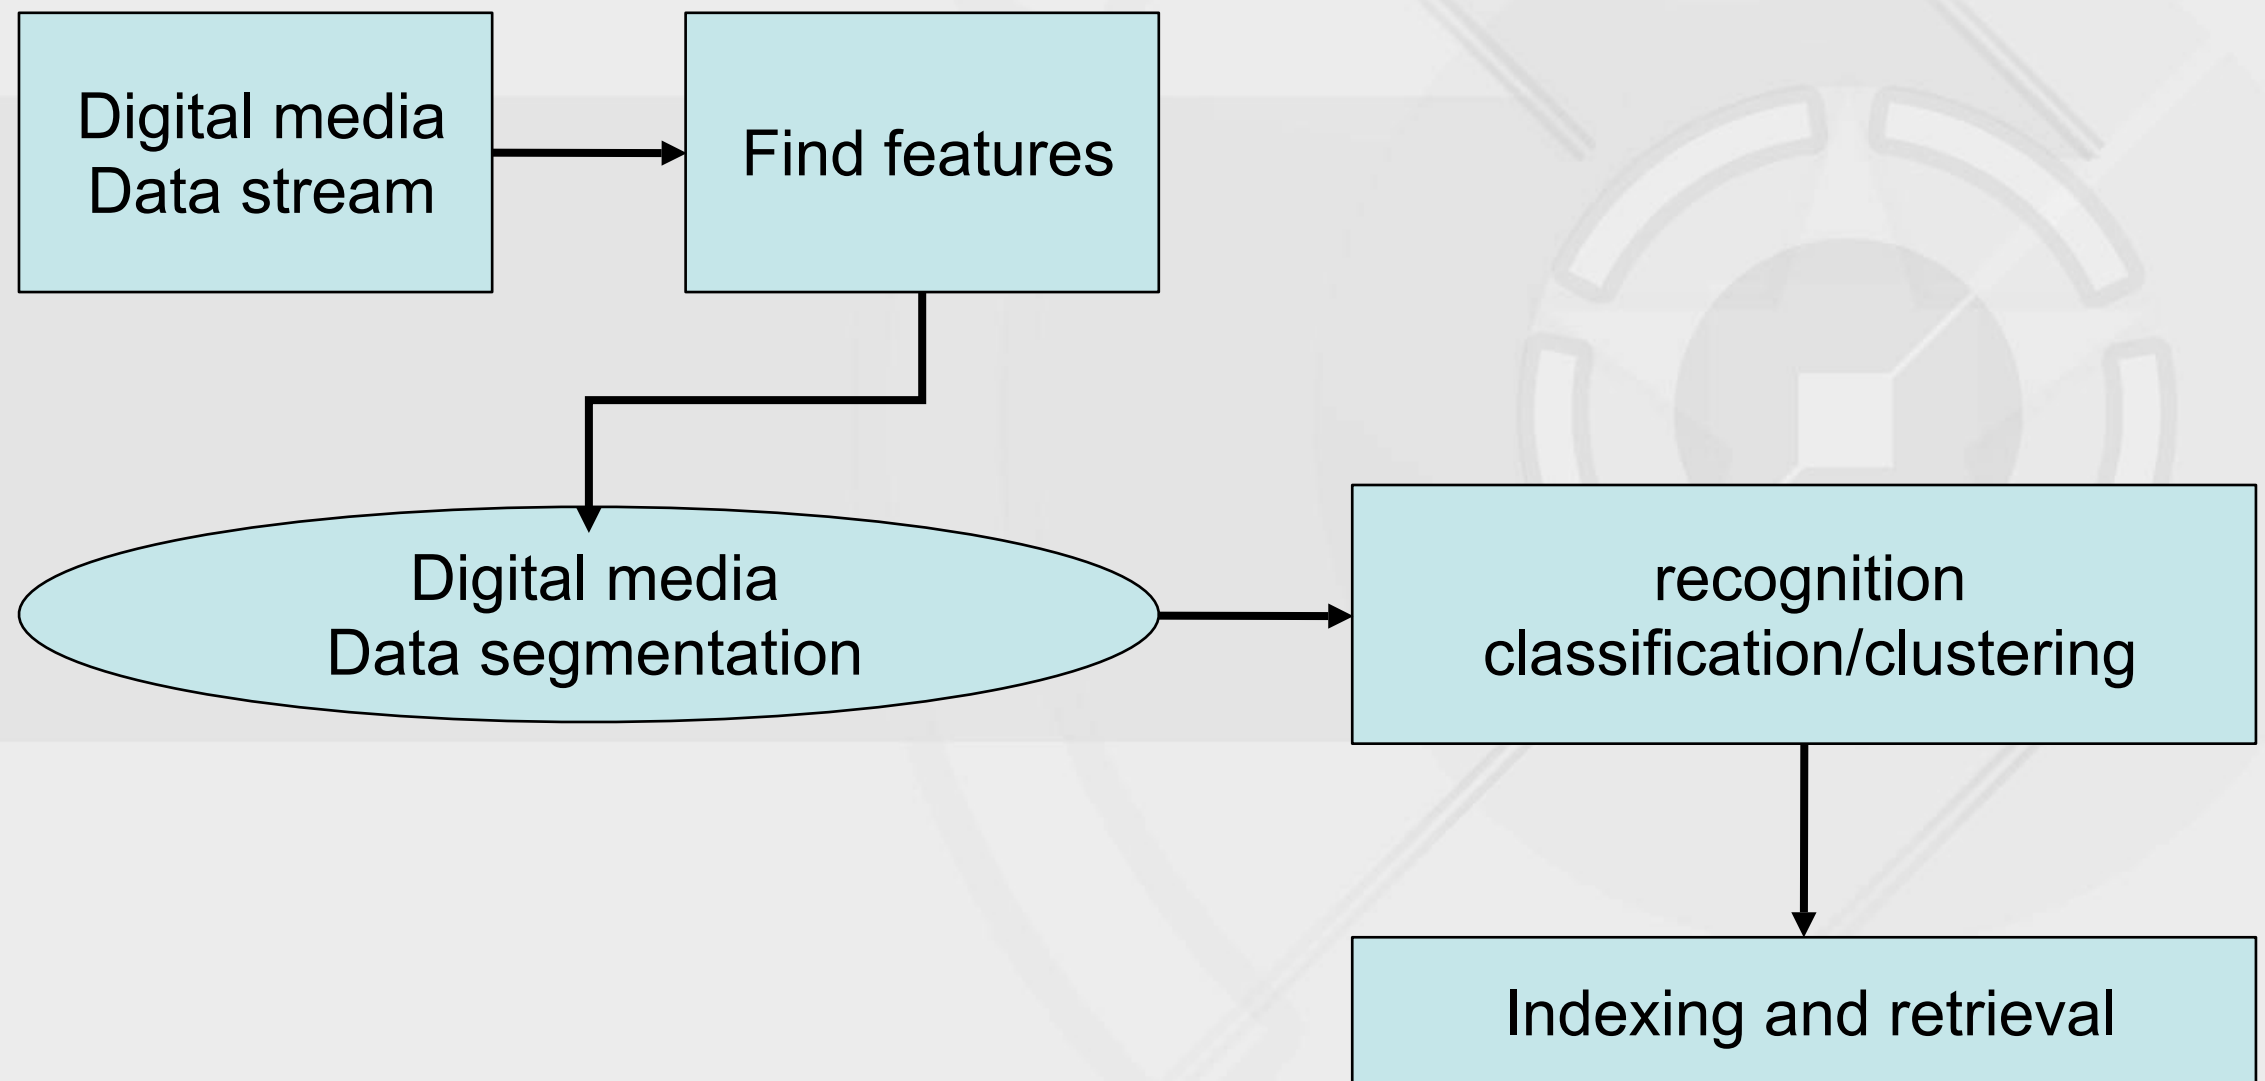 Digital media
Data stream
Find features
Digital media
Data segmentation
recognition
classification/clustering
Indexing and retrieval